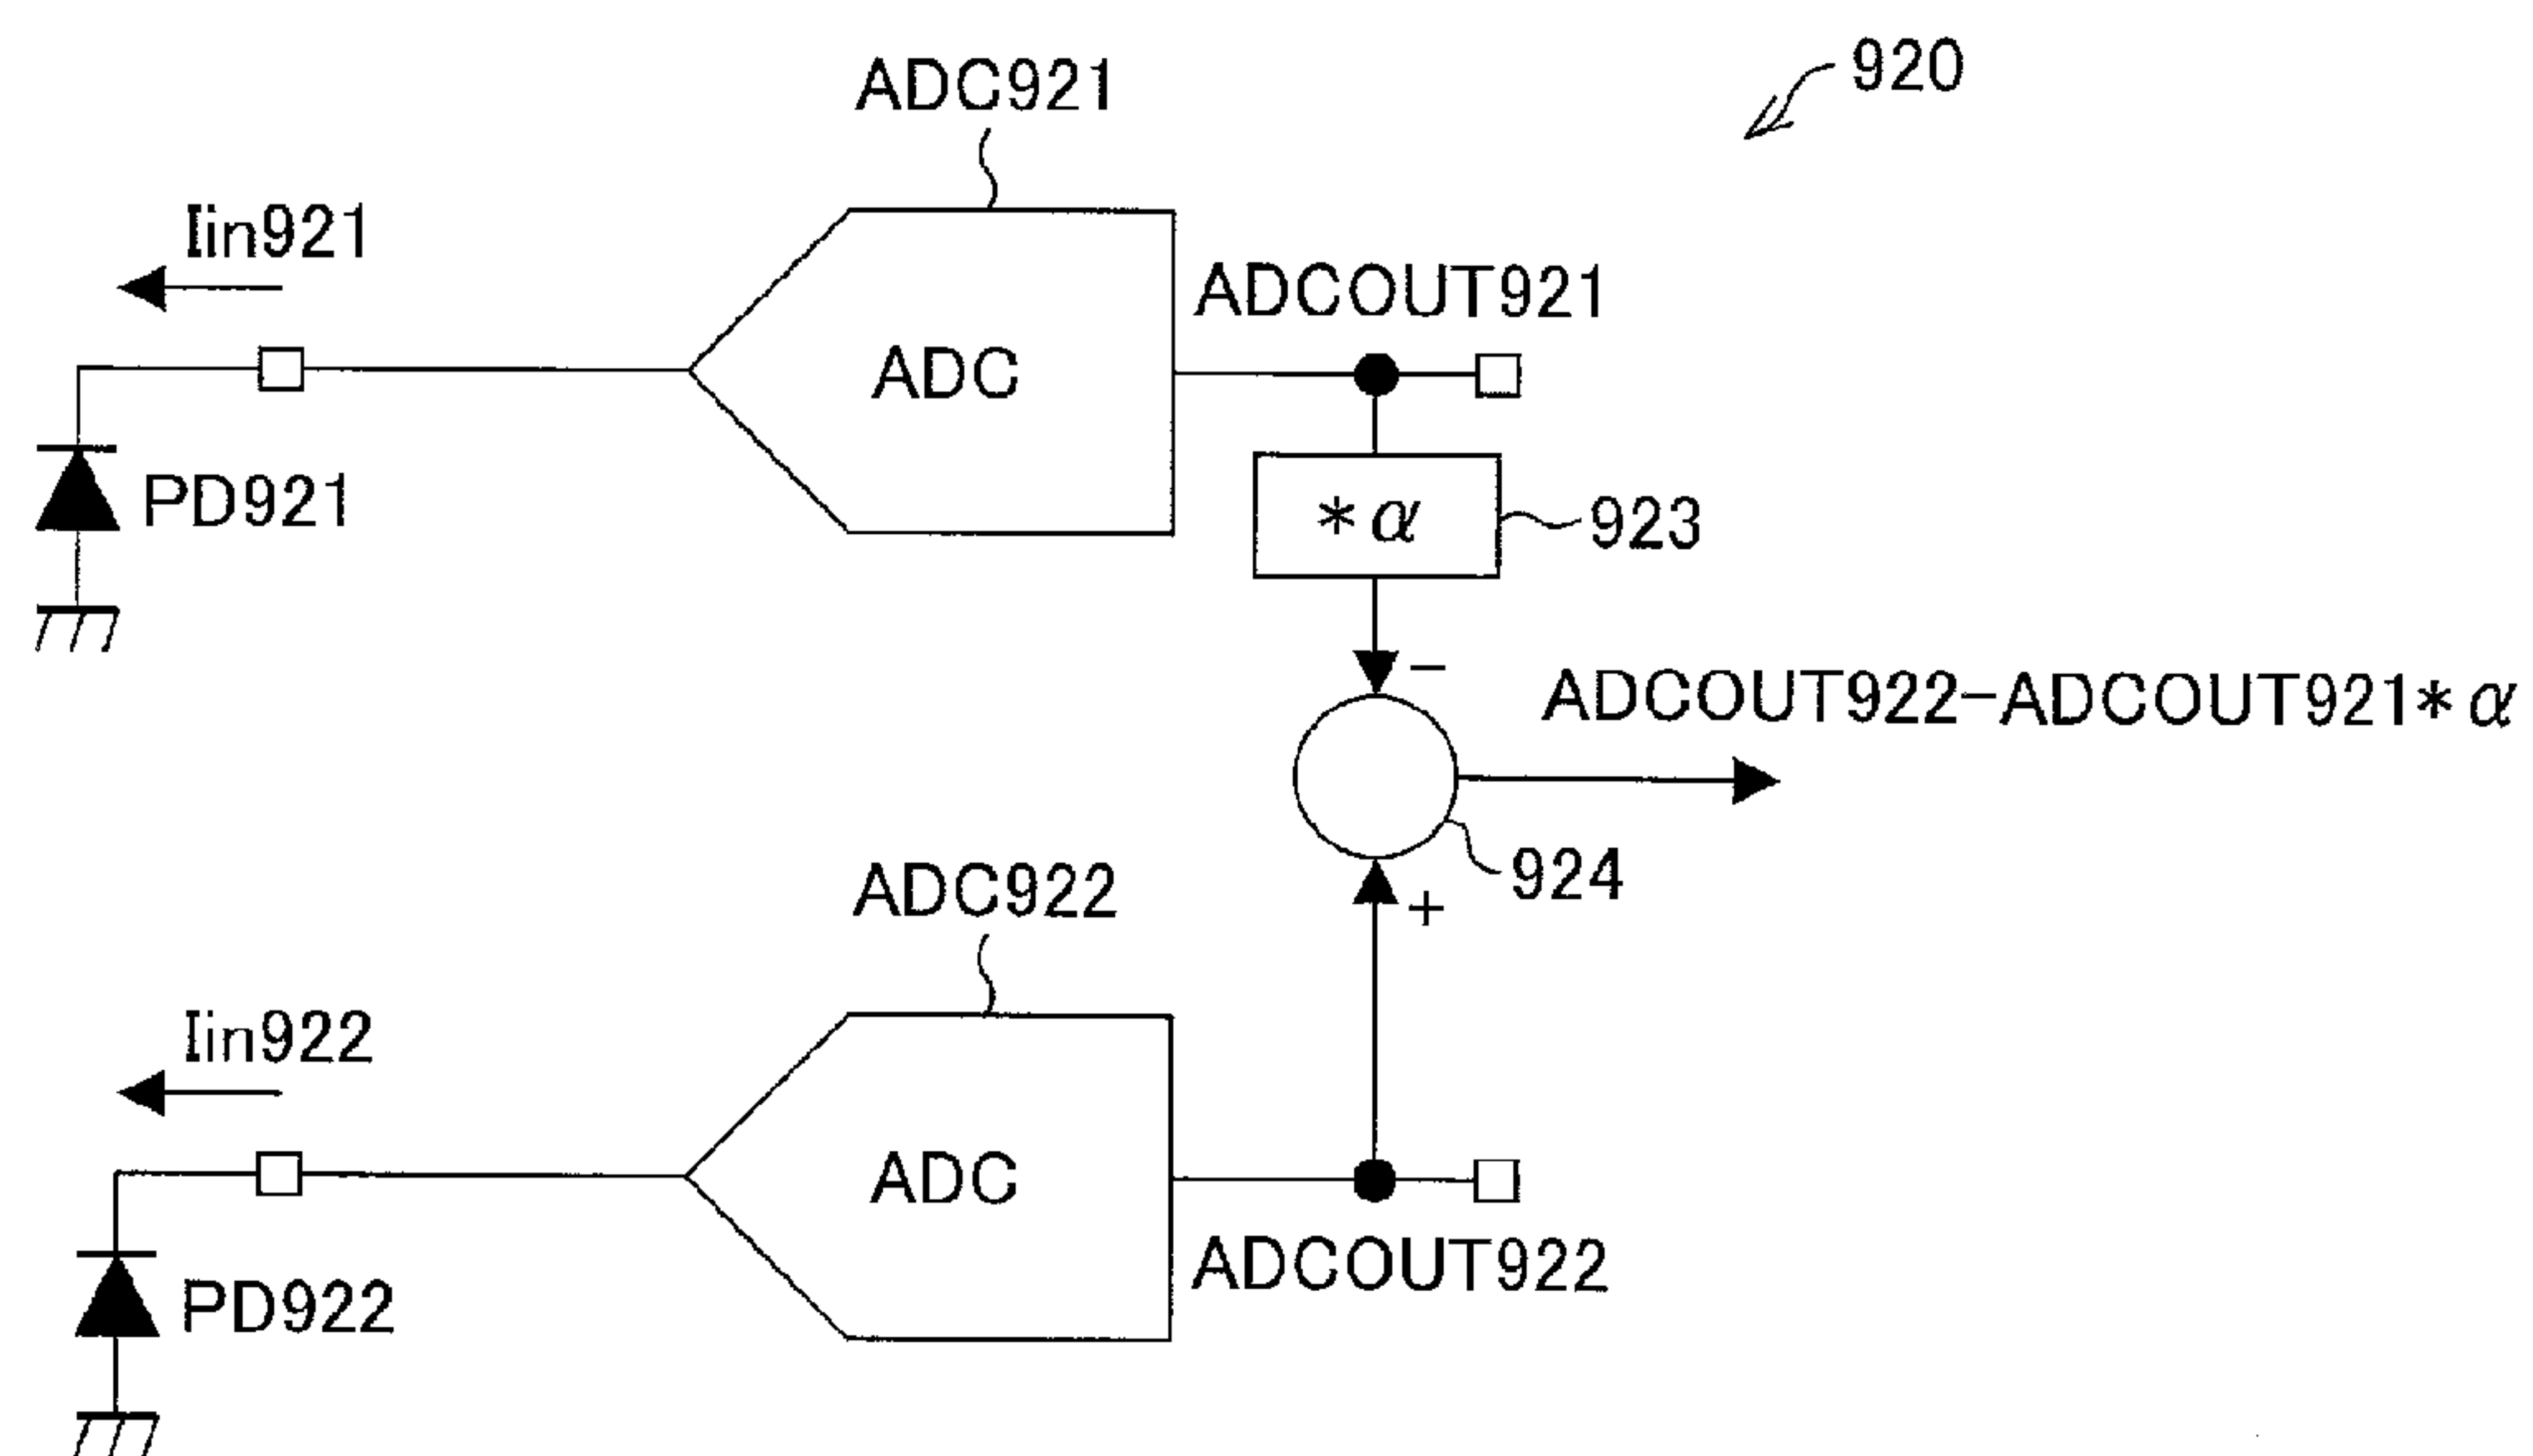 920
ADC921
Iin921
ADCOUT921
ADC
PD921
*α
923
−
ADCOUT922−ADCOUT921*α
924
+
ADC922
Iin922
ADC
ADCOUT922
PD922